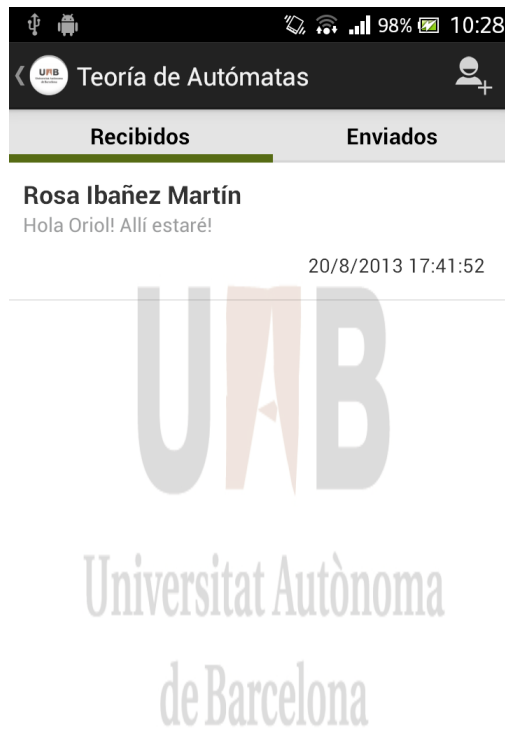 98% 10:28
UAB Teoría de Autómatas
Recibidos Enviados
Rosa Ibañez Martín
Hola Oriol! Allí estaré!
20/8/2013 17:41:52
UAB
Universitat Autònoma
de Barcelona